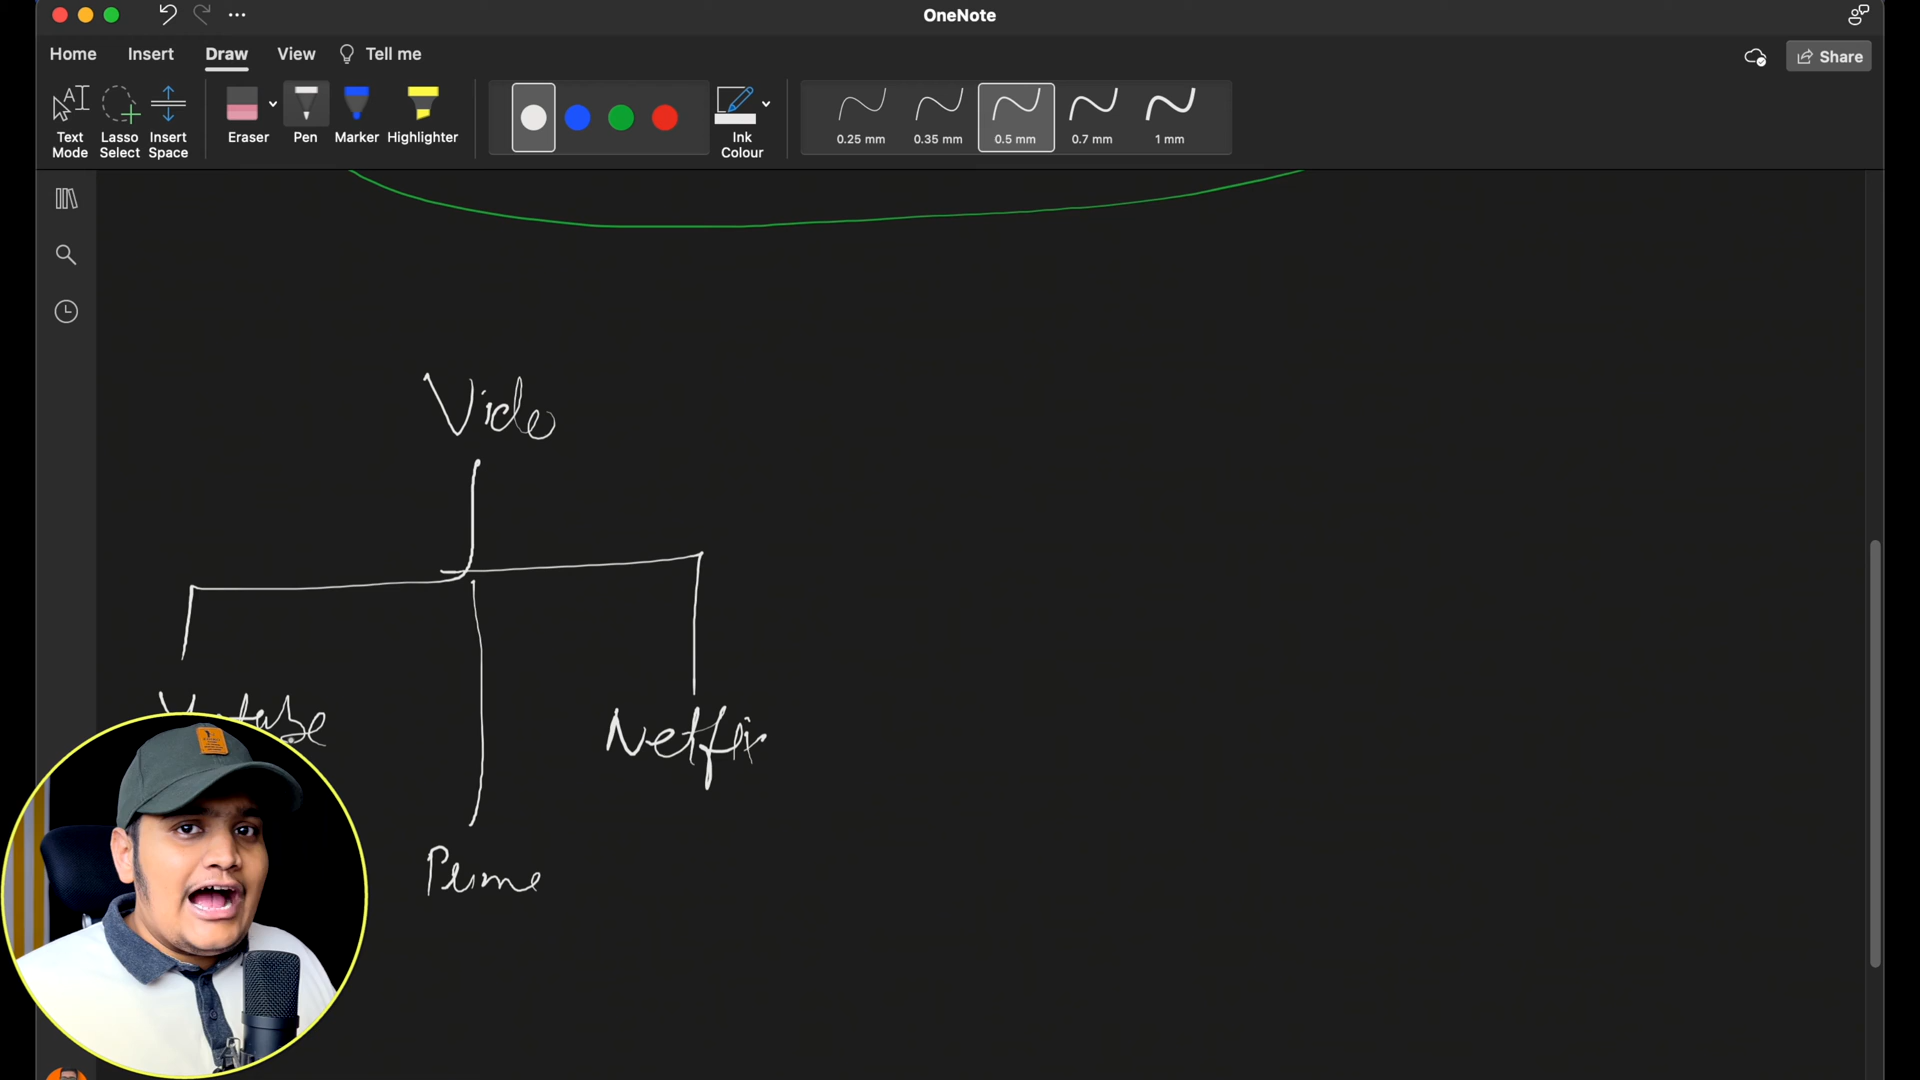 OneNote
Home Insert Draw View Tell me
Share
Text Mode
Lasso Select
Insert Space
Eraser
Pen
Marker
Highlighter
Ink Colour
0.25 mm
0.35 mm
0.5 mm
0.7 mm
1 mm
Video
Netflix
Prime